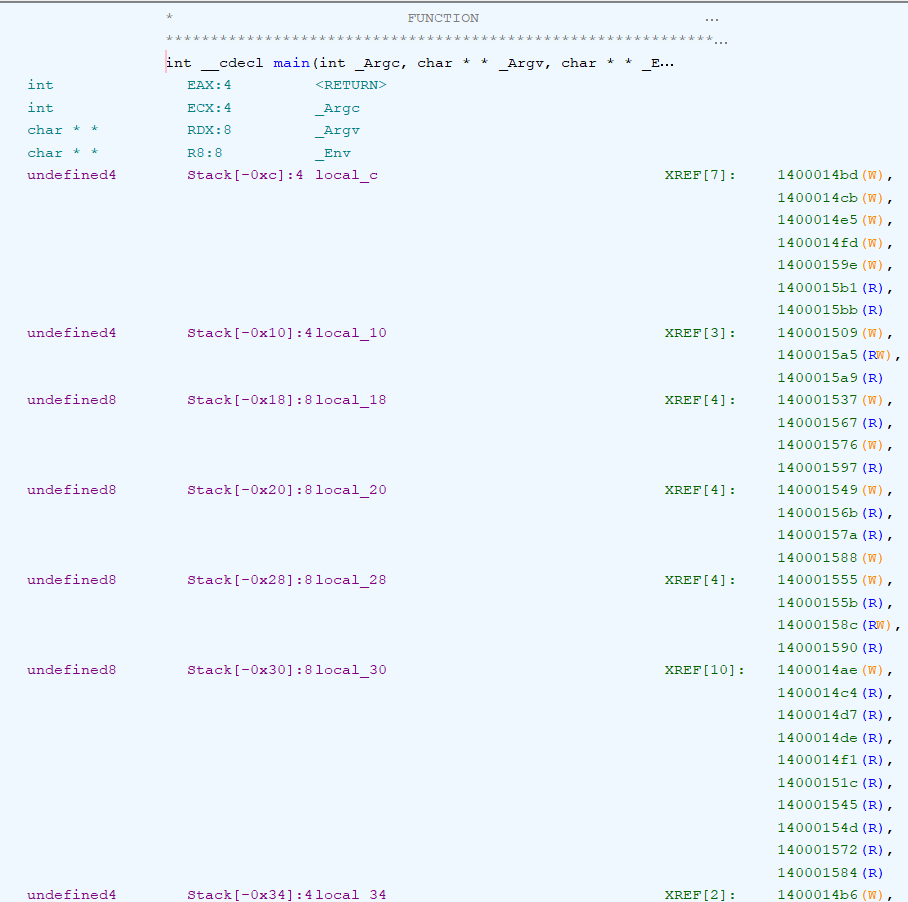 * FUNCTION ...
*************************************************************...
int __cdecl main(int _Argc, char * * _Argv, char * * _E...
int EAX:4 <RETURN>
int ECX:4 _Argc
char * * RDX:8 _Argv
char * * R8:8 _Env
undefined4 Stack[-0xc]:4 local_c XREF[7]: 1400014bd(W),
1400014cb(W),
1400014e5(W),
1400014fd(W),
14000159e(W),
1400015b1(R),
1400015bb(R)
undefined4 Stack[-0x10]:4 local_10 XREF[3]: 140001509(W),
1400015a5(RW),
1400015a9(R)
undefined8 Stack[-0x18]:8 local_18 XREF[4]: 140001537(W),
140001567(R),
140001576(W),
140001597(R)
undefined8 Stack[-0x20]:8 local_20 XREF[4]: 140001549(W),
14000156b(R),
14000157a(R),
140001588(W)
undefined8 Stack[-0x28]:8 local_28 XREF[4]: 140001555(W),
14000155b(R),
14000158c(RW),
140001590(R)
undefined8 Stack[-0x30]:8 local_30 XREF[10]: 1400014ae(W),
1400014c4(R),
1400014d7(R),
1400014de(R),
1400014f1(R),
14000151c(R),
140001545(R),
14000154d(R),
140001572(R),
140001584(R)
undefined4 Stack[-0x34]:4 local_34 XREF[2]: 1400014b6(W),